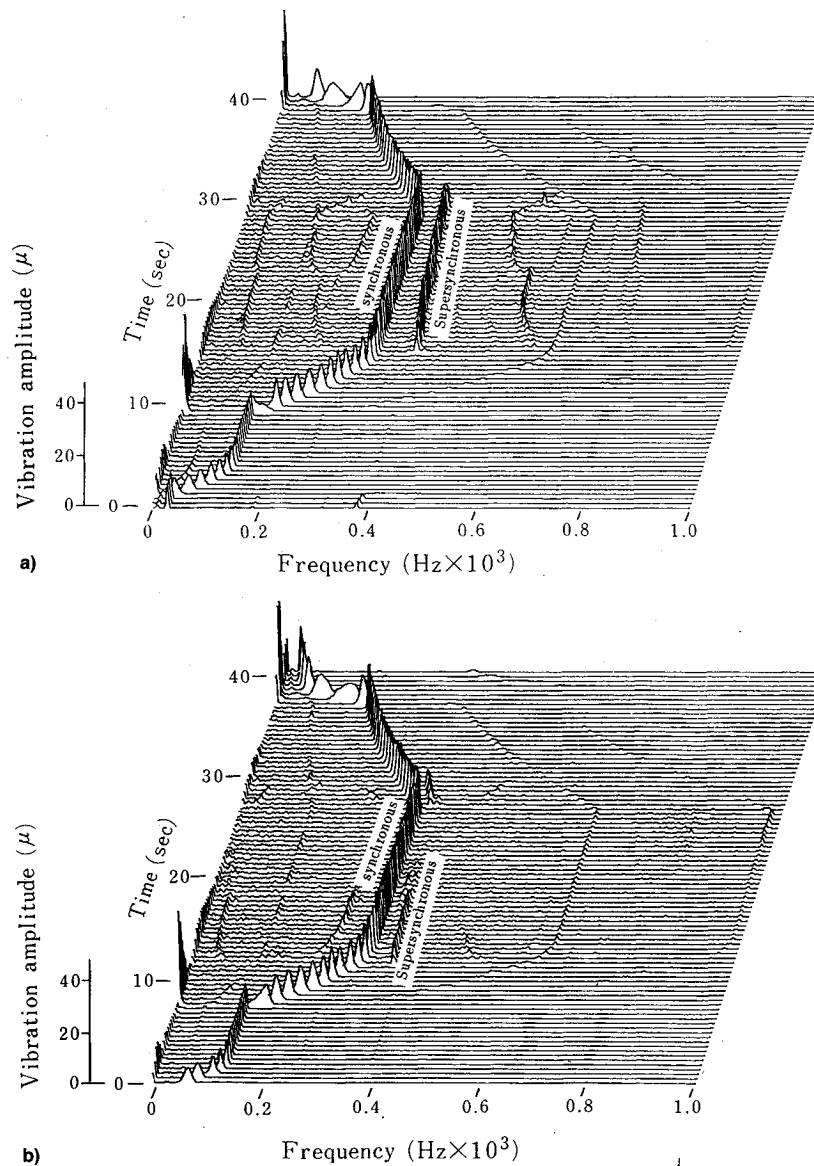 40
30
20
10
0
Time (sec)
Vibration amplitude (μ)
40
20
0
synchronous
Supersynchronous
0 0.2 0.4 0.6 0.8 1.0
a)
Frequency (Hz×10³)
40
30
20
10
0
Time (sec)
Vibration amplitude (μ)
40
20
0
synchronous
Supersynchronous
0 0.2 0.4 0.6 0.8 1.0
b)
Frequency (Hz×10³)